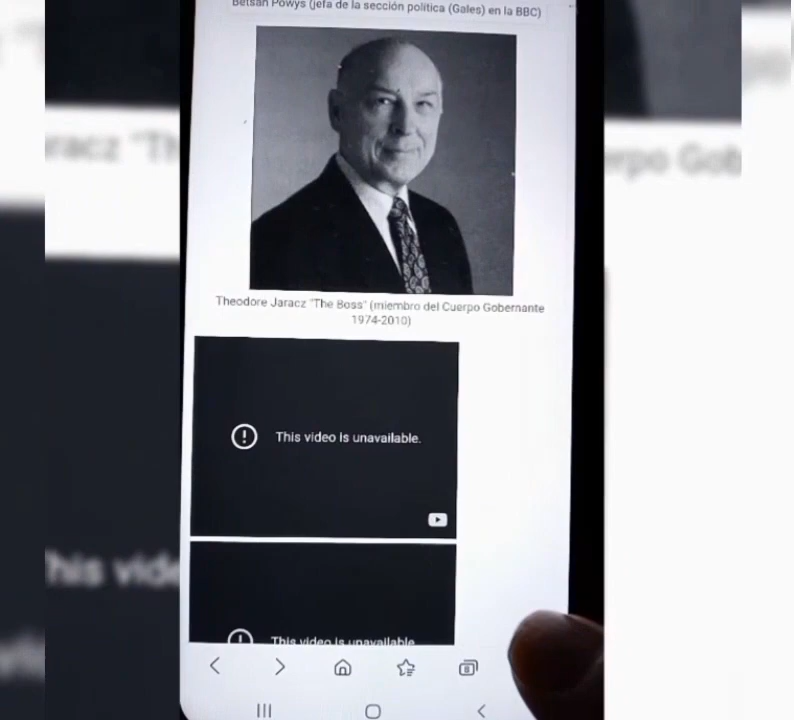 Betsan Powys (jefa de la sección política (Gales) en la BBC)
Theodore Jaracz "The Boss" (miembro del Cuerpo Gobernante
1974-2010)
This video is unavailable.
This video is unavailable